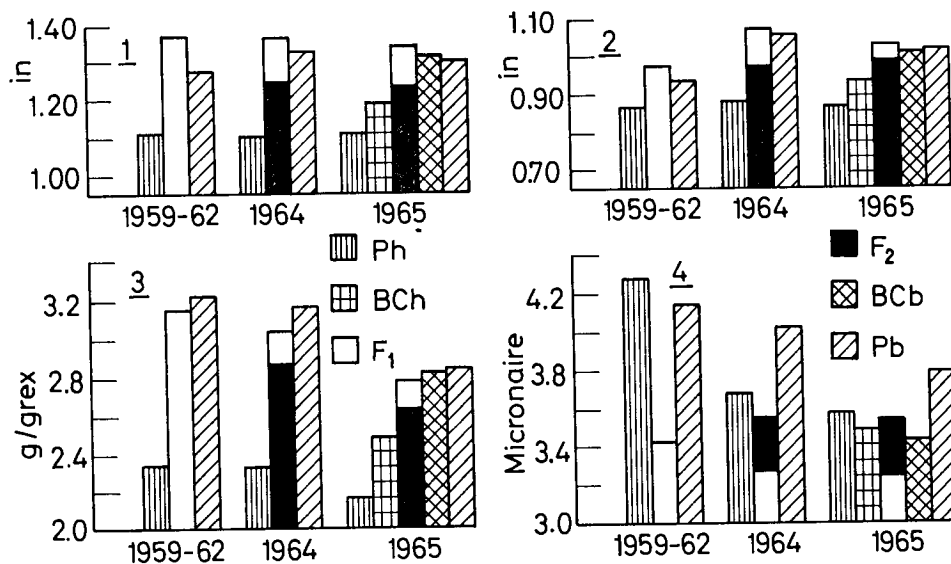 1.40
1.20
1.00
in
1
1959-62 1964 1965
1.10
0.90
0.70
in
2
1959-62 1964 1965
3.2
2.8
2.4
2.0
g/grex
3
1959-62 1964 1965
Ph
BCh
F₁
4.2
3.8
3.4
3.0
Micronaire
4
1959-62 1964 1965
F₂
BCb
Pb